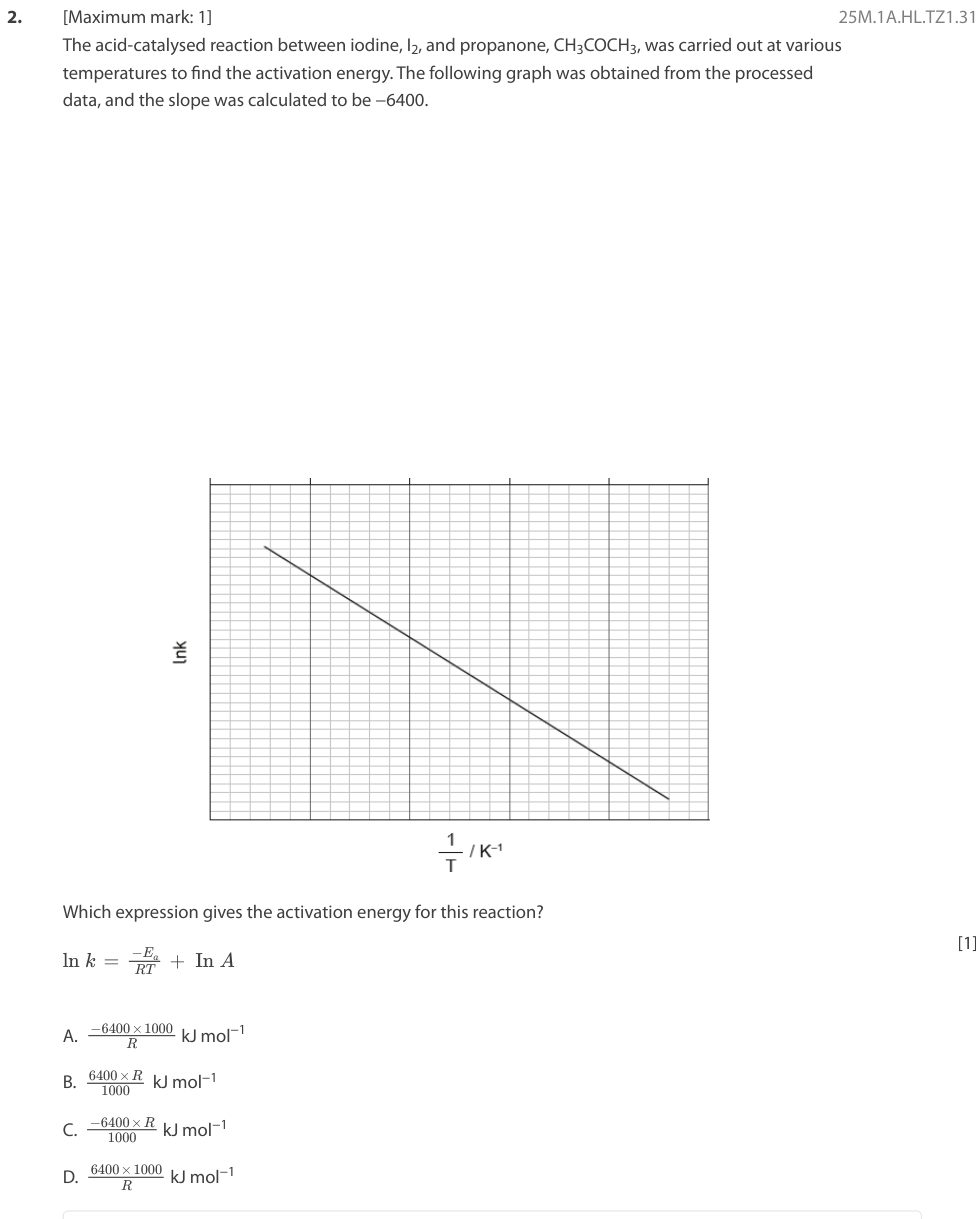 2. [Maximum mark: 1] 25M.1A.HL.TZ1.31
The acid-catalysed reaction between iodine, I₂, and propanone, CH₃COCH₃, was carried out at various
temperatures to find the activation energy. The following graph was obtained from the processed
data, and the slope was calculated to be −6400.
lnk
1/T / K⁻¹
Which expression gives the activation energy for this reaction?
[1]
ln k = −Eₐ/RT + In A
A. −6400×1000/R kJ mol⁻¹
B. 6400×R/1000 kJ mol⁻¹
C. −6400×R/1000 kJ mol⁻¹
D. 6400×1000/R kJ mol⁻¹